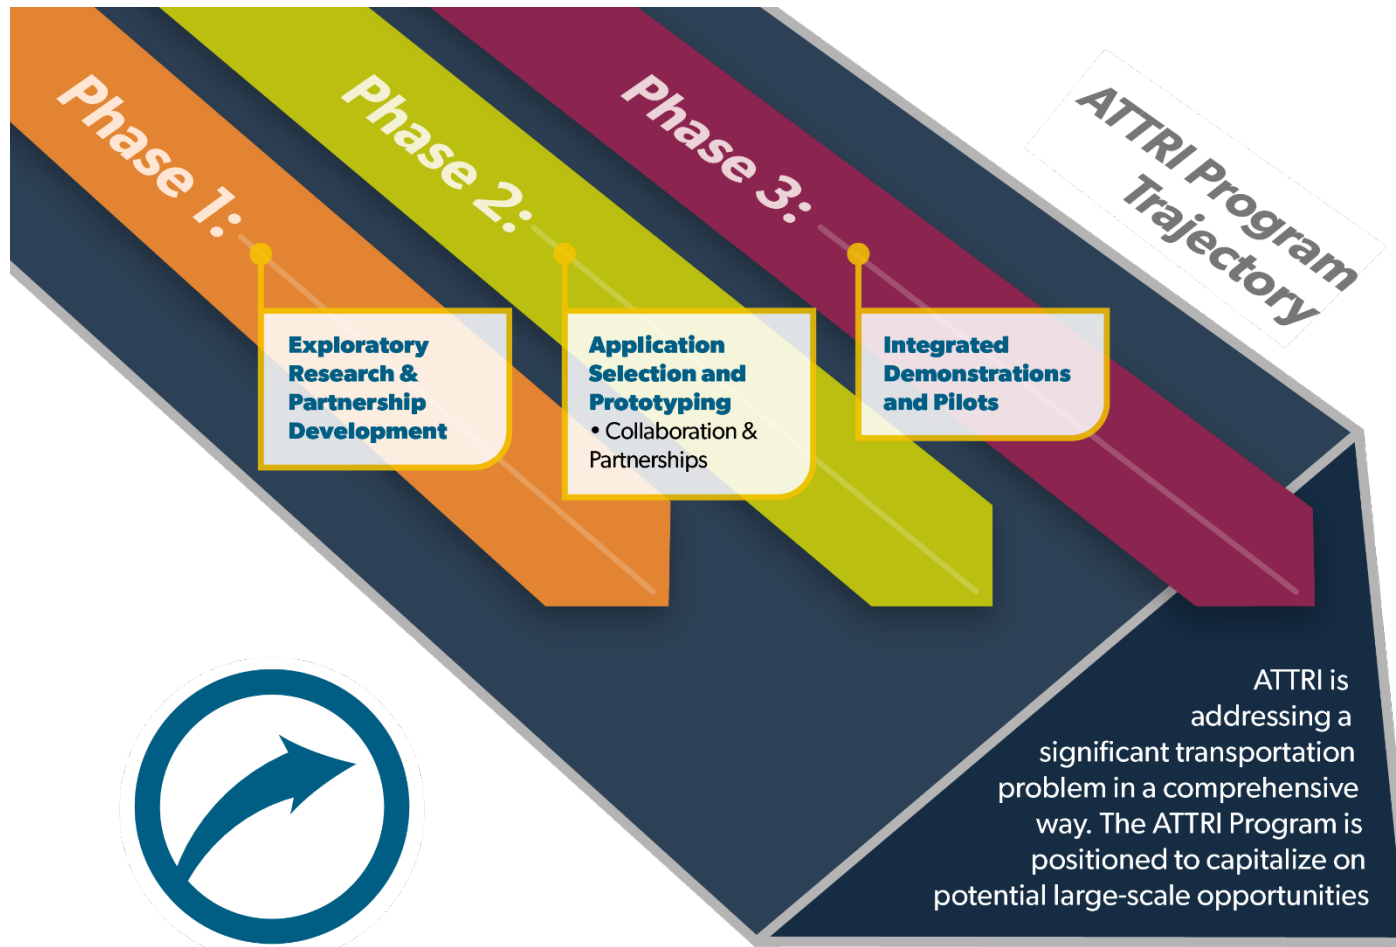 ATTRI Program
Trajectory
Phase 1:
Exploratory
Research &
Partnership
Development
Phase 2:
Application
Selection and
Prototyping
• Collaboration &
Partnerships
Phase 3:
Integrated
Demonstrations
and Pilots
ATTRI is
addressing a
significant transportation
problem in a comprehensive
way. The ATTRI Program is
positioned to capitalize on
potential large-scale opportunities